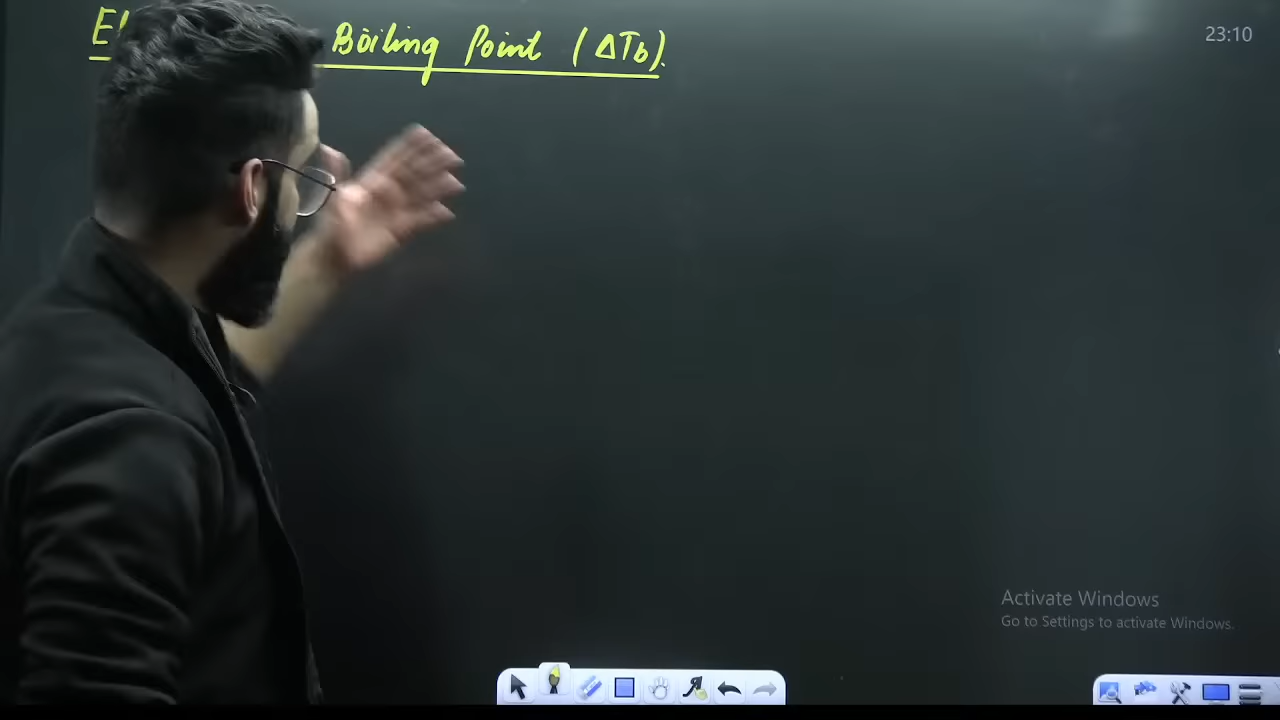 Boiling Point (ΔTb).
23:10
Activate Windows
Go to Settings to activate Windows.